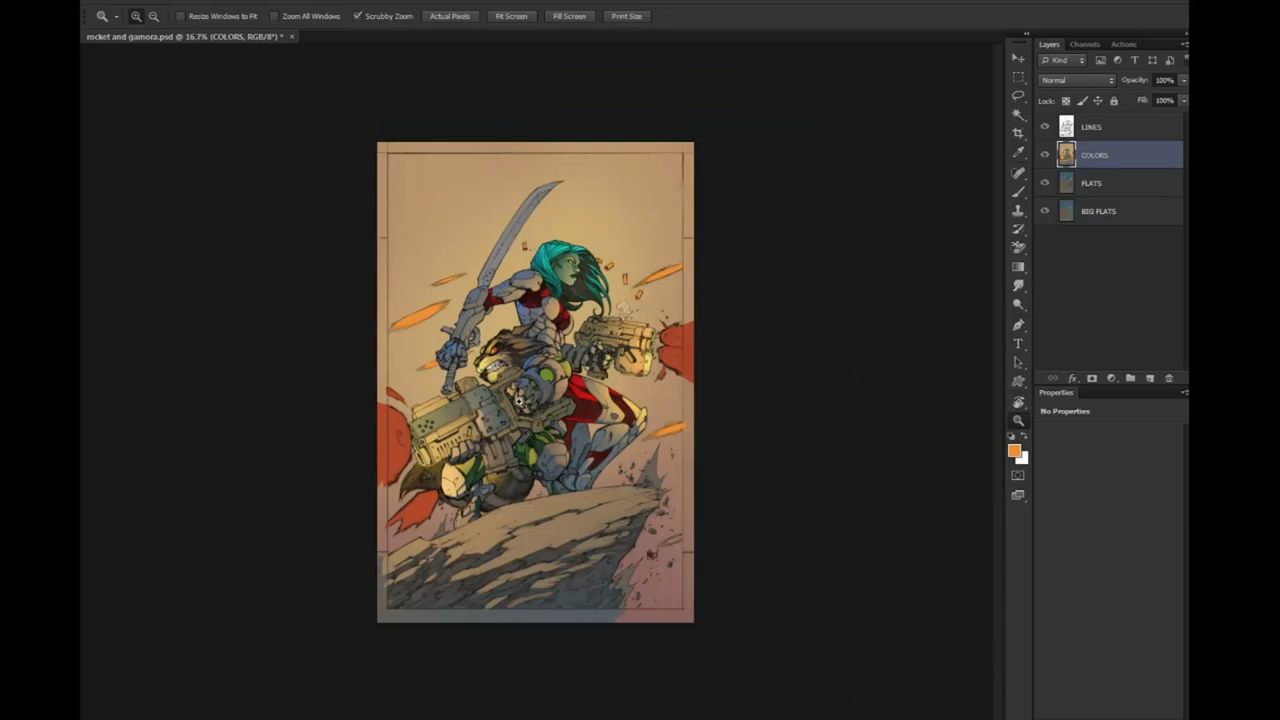 Resize Windows to Fit Zoom All Windows Scrubby Zoom Actual Pixels Fit Screen Fill Screen Print Size
rocket and gamora.psd @ 16.7% (COLORS, RGB/8*) * ×
Layers Channels Actions
Kind
Normal Opacity: 100%
Lock: Fill: 100%
LINES
COLORS
FLATS
BIG FLATS
fx
Properties
No Properties